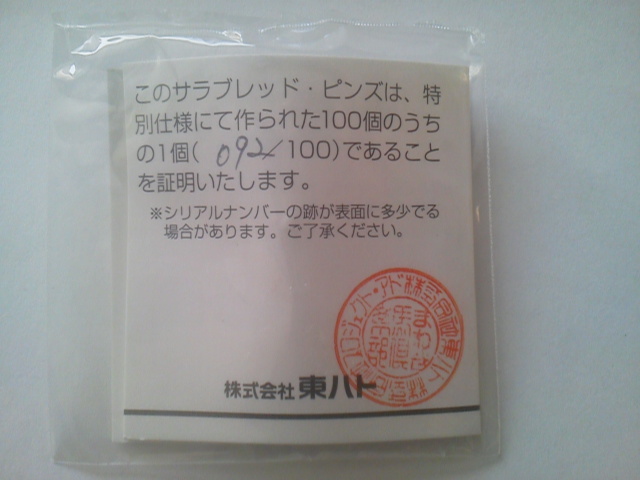 このサラブレッド・ピンズは、特
別仕様にて作られた100個のうち
の1個( 092/100)であること
を証明いたします。
※シリアルナンバーの跡が表面に多少でる
場合があります。ご了承ください。
株式会社 東ハト